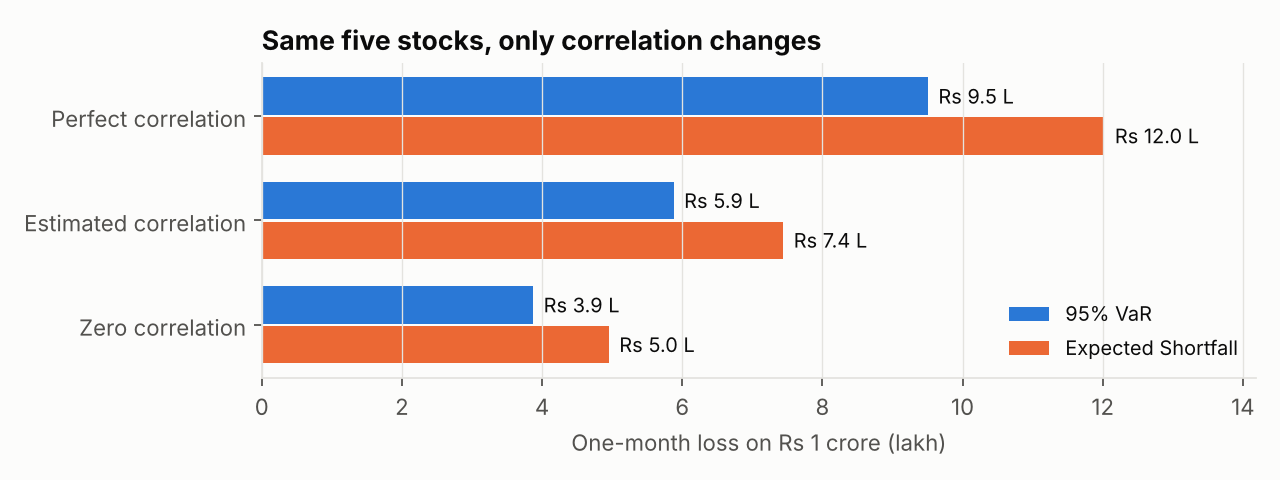 Same five stocks, only correlation changes
Perfect correlation
Rs 9.5 L
Rs 12.0 L
Estimated correlation
Rs 5.9 L
Rs 7.4 L
Zero correlation
Rs 3.9 L
Rs 5.0 L
95% VaR
Expected Shortfall
0 2 4 6 8 10 12 14
One-month loss on Rs 1 crore (lakh)